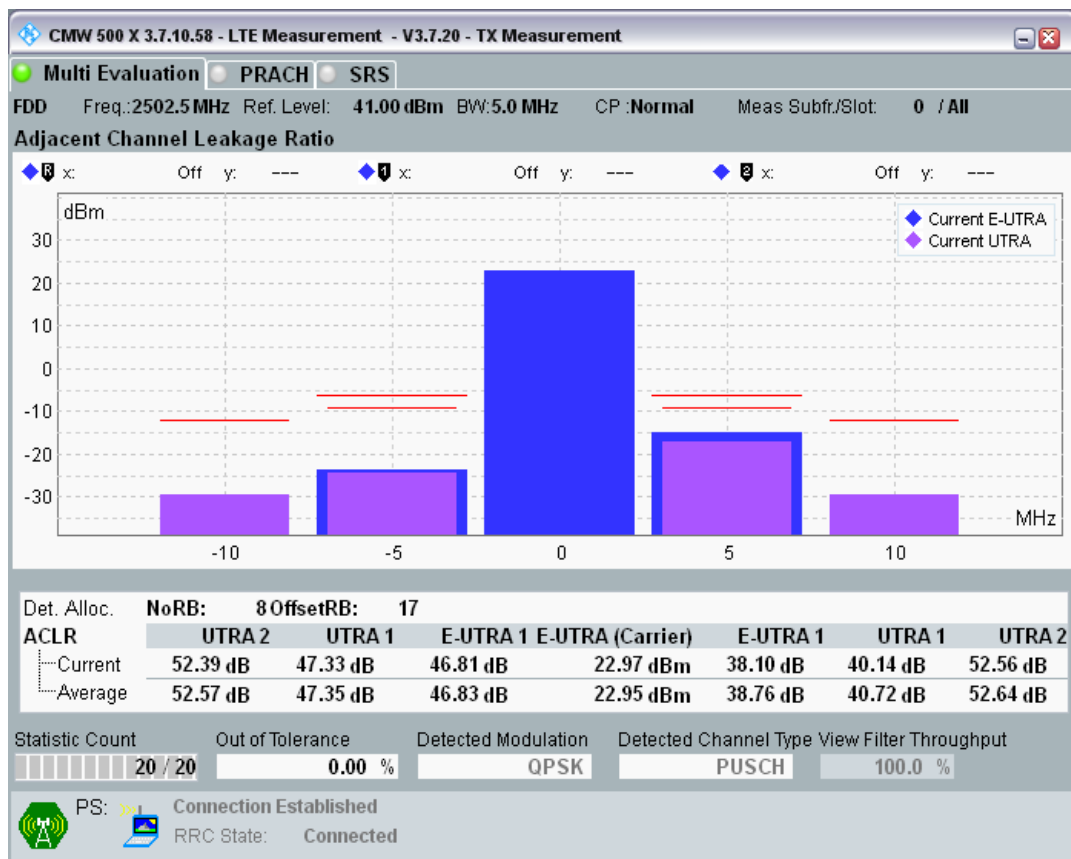 CMW 500 X 3.7.10.58 - LTE Measurement - V3.7.20 - TX Measurement
Multi Evaluation PRACH SRS
FDD Freq.:2502.5 MHz Ref. Level: 41.00 dBm BW:5.0 MHz CP :Normal Meas Subfr./Slot: 0 / All
Adjacent Channel Leakage Ratio
R x: Off y: --- 1 x: Off y: --- 2 x: Off y: ---
dBm
Current E-UTRA
Current UTRA
30
20
10
0
-10
-20
-30
MHz
-10 -5 0 5 10
Det. Alloc. NoRB: 8 OffsetRB: 17
ACLR UTRA 2 UTRA 1 E-UTRA 1 E-UTRA (Carrier) E-UTRA 1 UTRA 1 UTRA 2
Current 52.39 dB 47.33 dB 46.81 dB 22.97 dBm 38.10 dB 40.14 dB 52.56 dB
Average 52.57 dB 47.35 dB 46.83 dB 22.95 dBm 38.76 dB 40.72 dB 52.64 dB
Statistic Count Out of Tolerance Detected Modulation Detected Channel Type View Filter Throughput
20 / 20 0.00 % QPSK PUSCH 100.0 %
PS: Connection Established
RRC State: Connected